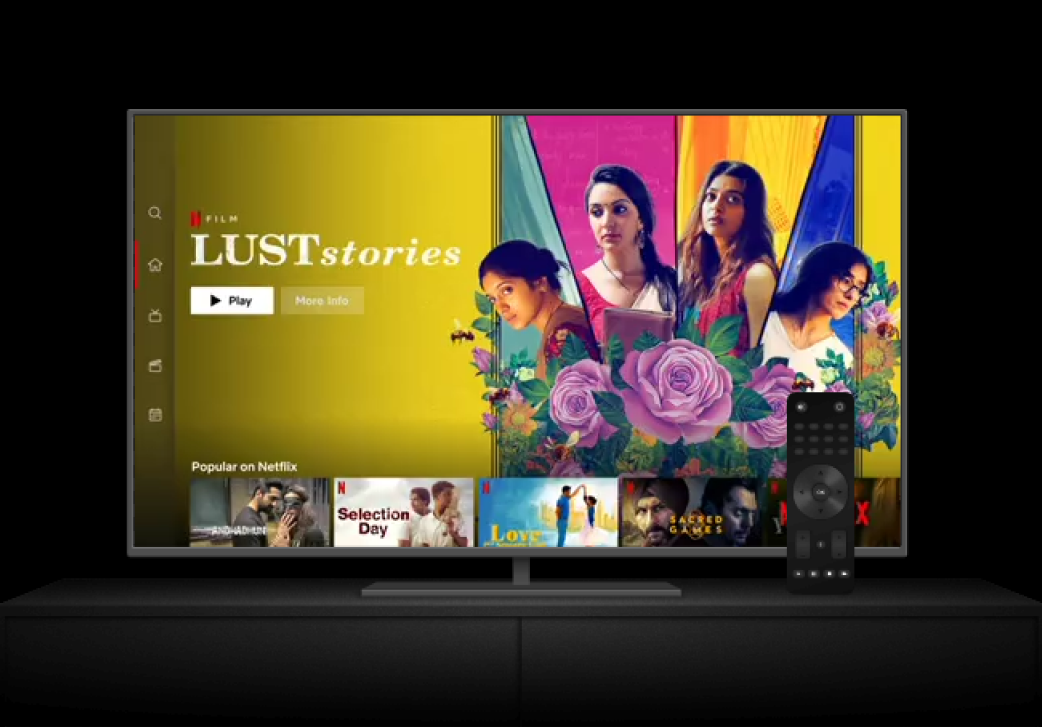 FILM
LUST stories
Play
More Info
Popular on Netflix
ANDHADHUN
Selection
Day
Love
SACRED
GAMES
OK